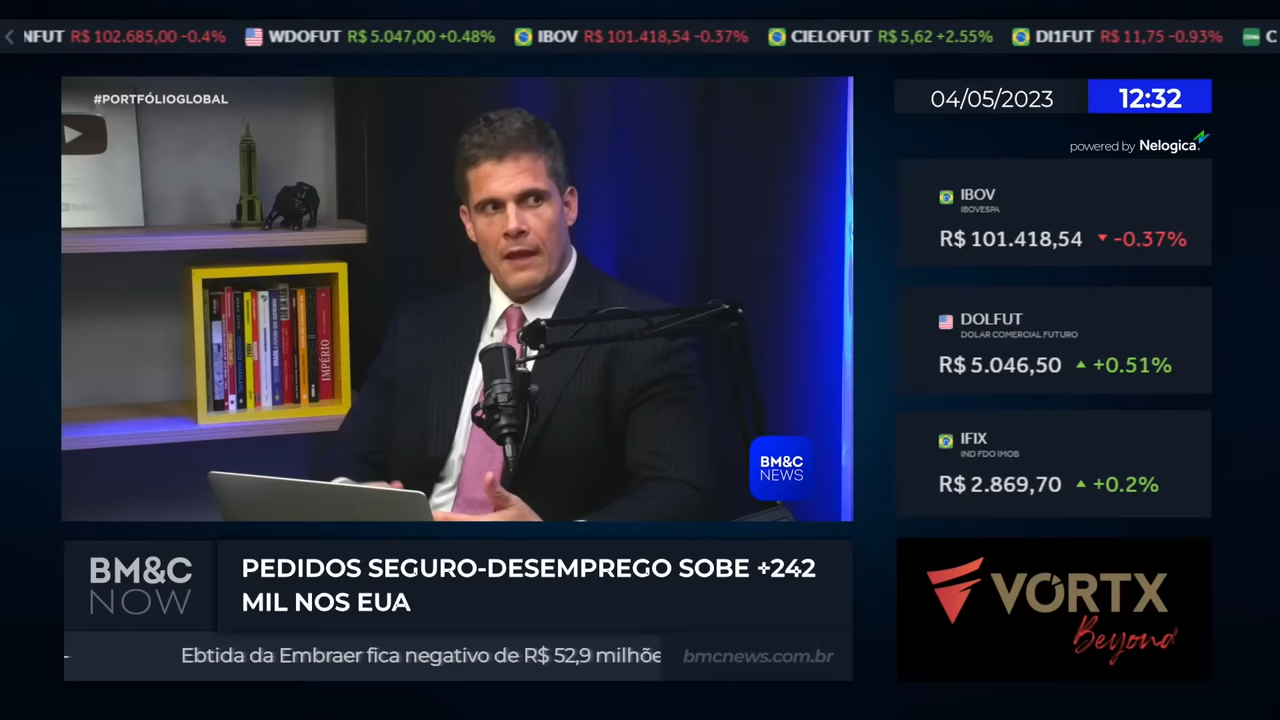 NFUT R$ 102.685,00 -0.4% WDOFUT R$ 5.047,00 +0.48% IBOV R$ 101.418,54 -0.37% CIELOFUT R$ 5,62 +2.55% DI1FUT R$ 11,75 -0.93% C
#PORTFÓLIOGLOBAL
04/05/2023 12:32
powered by Nelogica
IBOV
IBOVESPA
R$ 101.418,54 -0.37%
DOLFUT
DOLAR COMERCIAL FUTURO
R$ 5.046,50 +0.51%
IFIX
IND FDO IMOB
R$ 2.869,70 +0.2%
IMPÉRIO
BM&C
NEWS
BM&C
NOW
PEDIDOS SEGURO-DESEMPREGO SOBE +242
MIL NOS EUA
Ebtida da Embraer fica negativo de R$ 52,9 milhõe
bmcnews.com.br
VÓRTX
Beyond